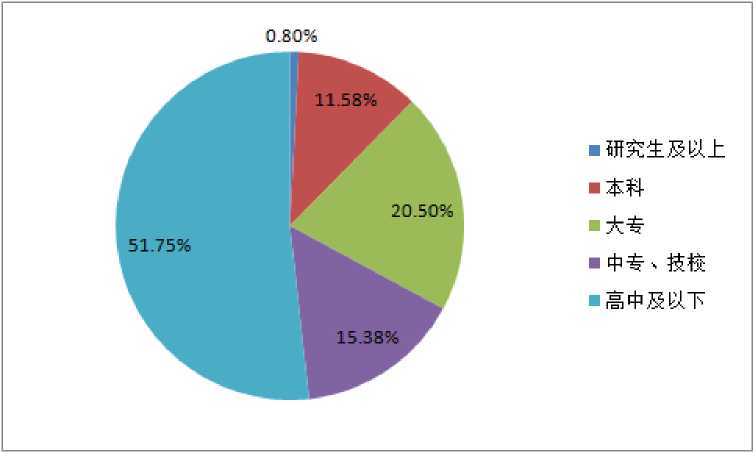 0.80%
11.58%
20.50%
15.38%
51.75%
研究生及以上
本科
大专
中专、技校
高中及以下